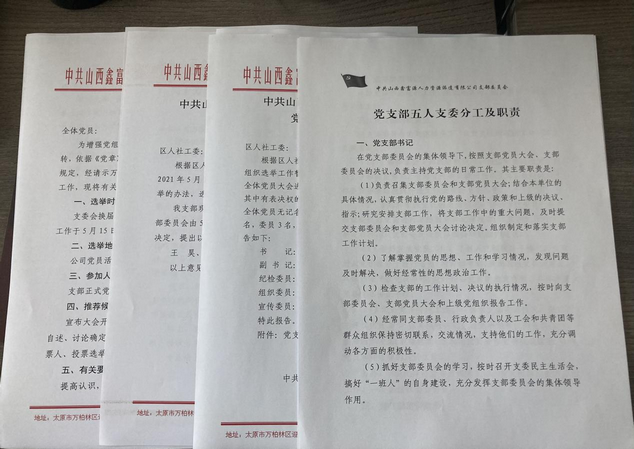 中共山西鑫富
全体党员：
为增强党组
转，依据《党章
规定，经请示万
工作，现将有关
一、选举时
支委会换届
工作于5月15日
二、选举地
公司党员活
三、参加人
支部正式党
四、推荐候
宣布大会开
自述、讨论确定
票人、投票选举
五、有关要
提高认识，
地址：太原市万柏林区迎
中共山西鑫富
中共山
区人社工委：
根据区人
2021年5月
举的办法。选
我支部
部委员会由5
决定，提出以
王 昊、
以上意见
地址：太原市万柏林区
中共山西鑫
中共山
党
区人社工委：
根据区人
组织选举工作暂
全体党员大会
其中有表决权的
全体党员无记名
名，委员3名，
告如下：
书 记：
副 书 记：
纪检委员：
组织委员：
宣传委员：
特此报告。
附件：党支
中共
地址：太原市万柏林区
中共山西鑫富源人力资源派遣有限公司支部委员会
党支部五人支委分工及职责
一、党支部书记
在党支部委员会的集体领导下，按照支部党员大会、支部
委员会的决议，负责主持党支部的日常工作。其主要职责是：
（1）负责召集支部委员会和支部党员大会；结合本单位的
具体情况，认真贯彻执行党的路线、方针、政策和上级的决议、
指示；研究安排支部工作，将支部工作中的重大问题，及时提
交支部委员会和支部党员大会讨论决定，组织制定和落实支部
工作计划。
（2）了解掌握党员的思想、工作和学习情况，发现问题
及时解决，做好经常性的思想政治工作。
（3）检查支部的工作计划、决议的执行情况，按时向支
部委员会、支部党员大会和上级党组织报告工作。
（4）经常同支部委员、行政负责人以及工会和共青团等
群众组织保持密切联系，交流情况，支持他们的工作，充分调
动各方面的积极性。
（5）抓好支部委员会的学习，按时召开支委民主生活会，
搞好“一班人”的自身建设，充分发挥支部委员会的集体领导
作用。